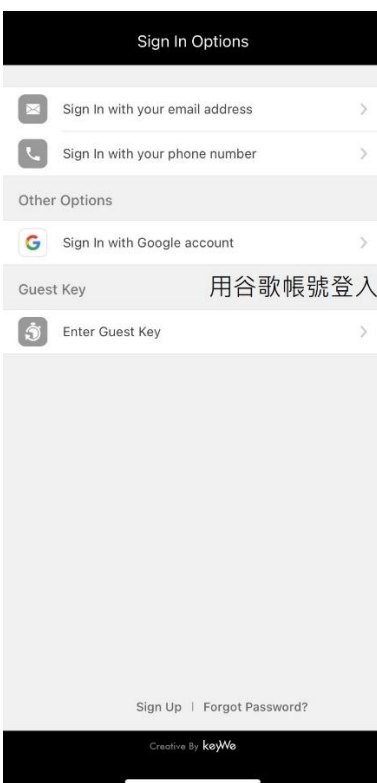 Sign In Options
Sign In with your email address
Sign In with your phone number
Other Options
Sign In with Google account
Guest Key
用谷歌帳號登入
Enter Guest Key
Sign Up | Forgot Password?
Creative By keyWe